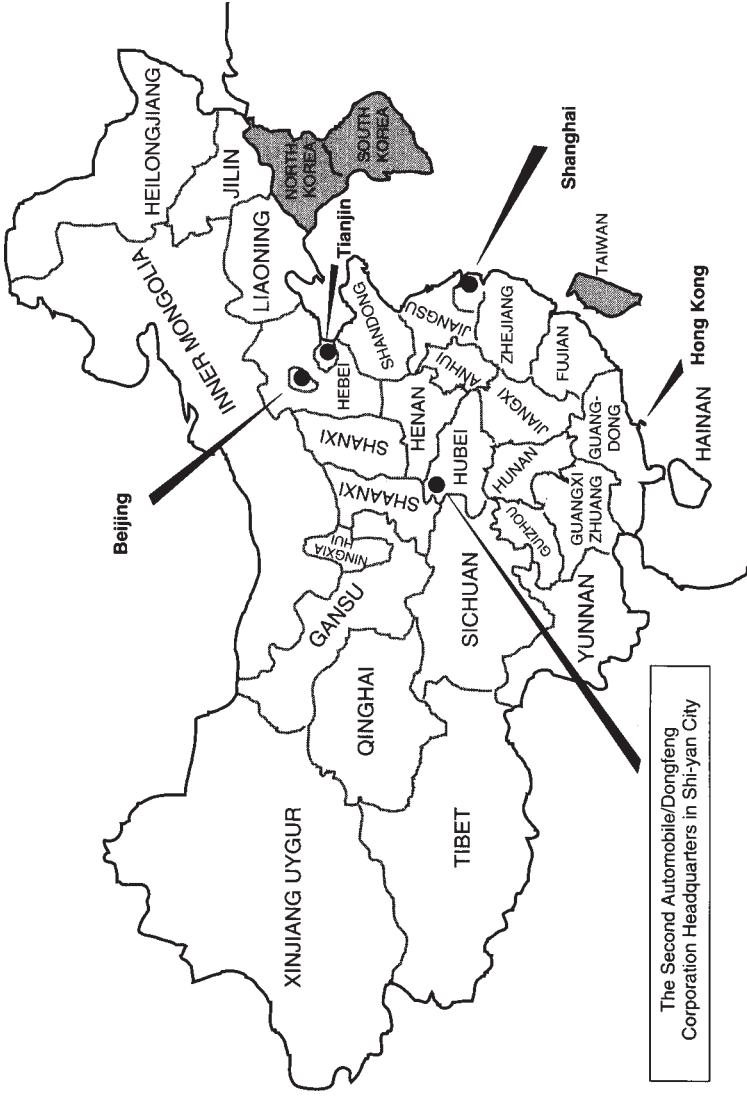 HEILONGJIANG
JILIN
NORTH
KOREA
SOUTH
KOREA
LIAONING
INNER MONGOLIA
Beijing
Tianjin
HEBEI
SHANDONG
SHANXI
SHAANXI
NINGXIA
HUI
GANSU
QINGHAI
XINJIANG UYGUR
TIBET
SICHUAN
HENAN
HUBEI
ANHUI
JIANGSU
Shanghai
ZHEJIANG
JIANGXI
HUNAN
GUIZHOU
YUNNAN
GUANGXI
ZHUANG
GUANG-
DONG
FUJIAN
TAIWAN
Hong Kong
HAINAN
The Second Automobile/Dongfeng
Corporation Headquarters in Shi-yan City